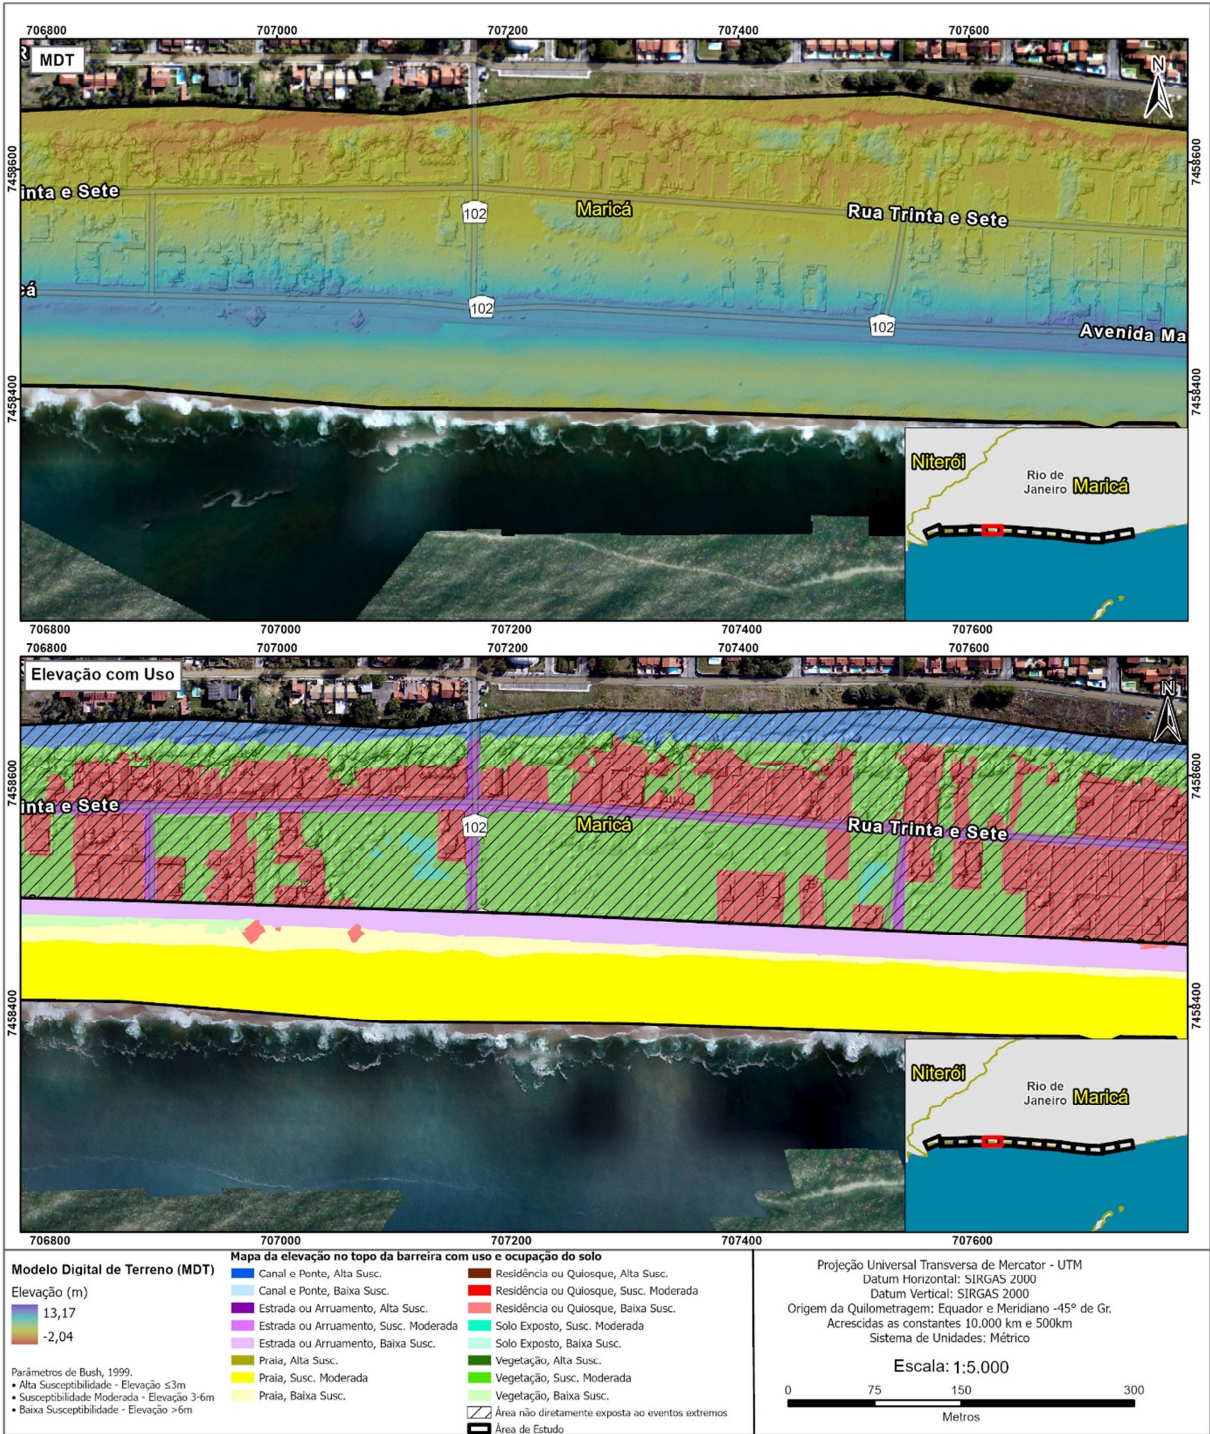 706800 707000 707200 707400 707600
MDT
N
7458600
7458600
inta e Sete
102
Maricá
Rua Trinta e Sete
cá
102
102
Avenida Ma
7458400
7458400
Niterói
Rio de
Janeiro
Maricá
706800 707000 707200 707400 707600
706800 707000 707200 707400 707600
Elevação com Uso
N
7458600
7458600
inta e Sete
102
Maricá
Rua Trinta e Sete
7458400
7458400
Niterói
Rio de
Janeiro
Maricá
706800 707000 707200 707400 707600
Modelo Digital de Terreno (MDT)
Elevação (m)
13,17
-2,04
Parâmetros de Bush, 1999.
• Alta Susceptibilidade - Elevação ≤3m
• Susceptibilidade Moderada - Elevação 3-6m
• Baixa Susceptibilidade - Elevação >6m
Mapa da elevação no topo da barreira com uso e ocupação do solo
Canal e Ponte, Alta Susc.
Canal e Ponte, Baixa Susc.
Estrada ou Arruamento, Alta Susc.
Estrada ou Arruamento, Susc. Moderada
Estrada ou Arruamento, Baixa Susc.
Praia, Alta Susc.
Praia, Susc. Moderada
Praia, Baixa Susc.
Residência ou Quiosque, Alta Susc.
Residência ou Quiosque, Susc. Moderada
Residência ou Quiosque, Baixa Susc.
Solo Exposto, Susc. Moderada
Solo Exposto, Baixa Susc.
Vegetação, Alta Susc.
Vegetação, Susc. Moderada
Vegetação, Baixa Susc.
Área não diretamente exposta ao eventos extremos
Área de Estudo
Projeção Universal Transversa de Mercator - UTM
Datum Horizontal: SIRGAS 2000
Datum Vertical: SIRGAS 2000
Origem da Quilometragem: Equador e Meridiano -45° de Gr.
Acrescidas as constantes 10.000 km e 500km
Sistema de Unidades: Métrico
Escala: 1:5.000
0 75 150 300
Metros